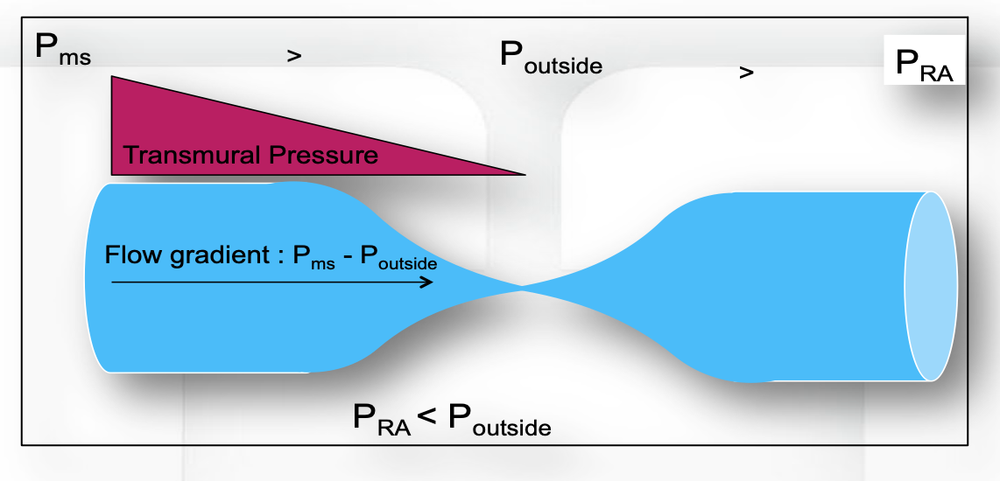 Pms > Poutside > PRA
Transmural Pressure
Flow gradient : Pms - Poutside
PRA < Poutside